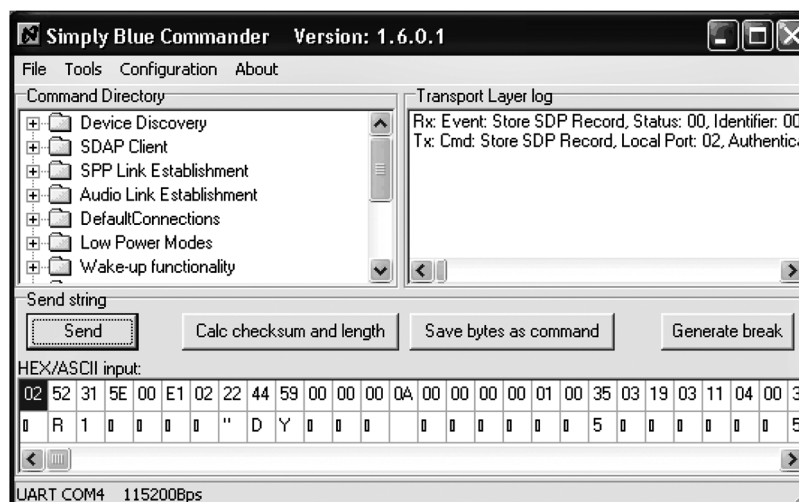 Simply Blue Commander Version: 1.6.0.1
File Tools Configuration About
Command Directory
Device Discovery
SDAP Client
SPP Link Establishment
Audio Link Establishment
DefaultConnections
Low Power Modes
Wake-up functionality
Transport Layer log
Rx: Event: Store SDP Record, Status: 00, Identifier: 00
Tx: Cmd: Store SDP Record, Local Port: 02, Authentic
Send string
Send Calc checksum and length Save bytes as command Generate break
HEX/ASCII input:
02 52 31 5E 00 E1 02 22 44 59 00 00 00 0A 00 00 00 00 01 00 35 03 19 03 11 04 00
R 1 " D Y 5
UART COM4 115200Bps